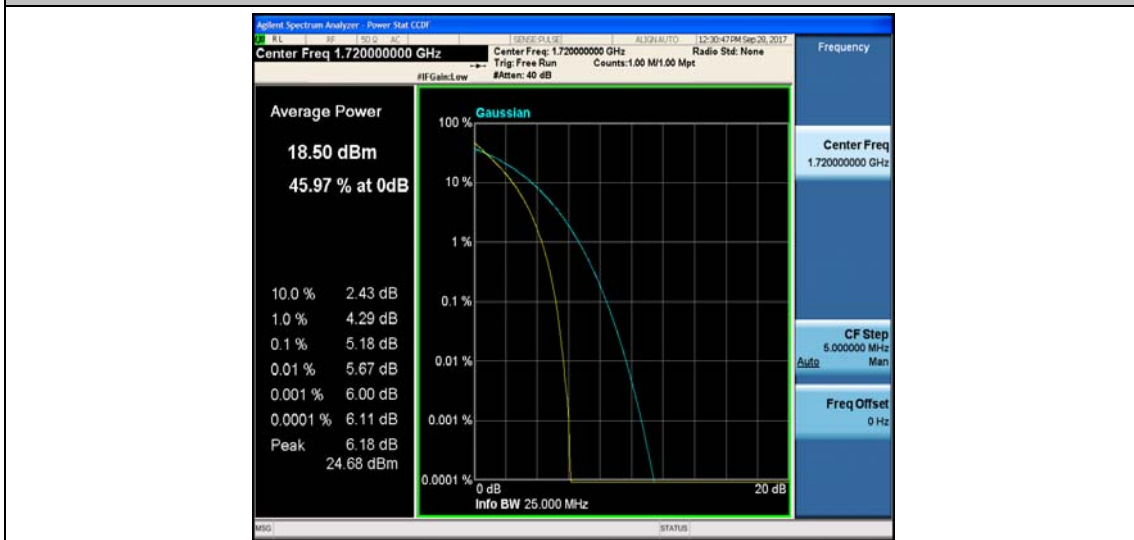 Agilent Spectrum Analyzer - Power Stat CCDF
RL RF 50 Ω AC SENSE:PULSE ALIGN AUTO 12:30:47 PM Sep 20, 2017
Center Freq 1.720000000 GHz
Center Freq: 1.720000000 GHz Radio Std: None
Trig: Free Run Counts:1.00 M/1.00 Mpt
#IFGain:Low #Atten: 40 dB
Frequency
Average Power
18.50 dBm
45.97 % at 0dB
10.0 % 2.43 dB
1.0 % 4.29 dB
0.1 % 5.18 dB
0.01 % 5.67 dB
0.001 % 6.00 dB
0.0001 % 6.11 dB
Peak 6.18 dB
24.68 dBm
Gaussian
100 %
10 %
1 %
0.1 %
0.01 %
0.001 %
0.0001 %
0 dB 20 dB
Info BW 25.000 MHz
Center Freq
1.720000000 GHz
CF Step
5.000000 MHz
Auto Man
Freq Offset
0 Hz
MSG STATUS